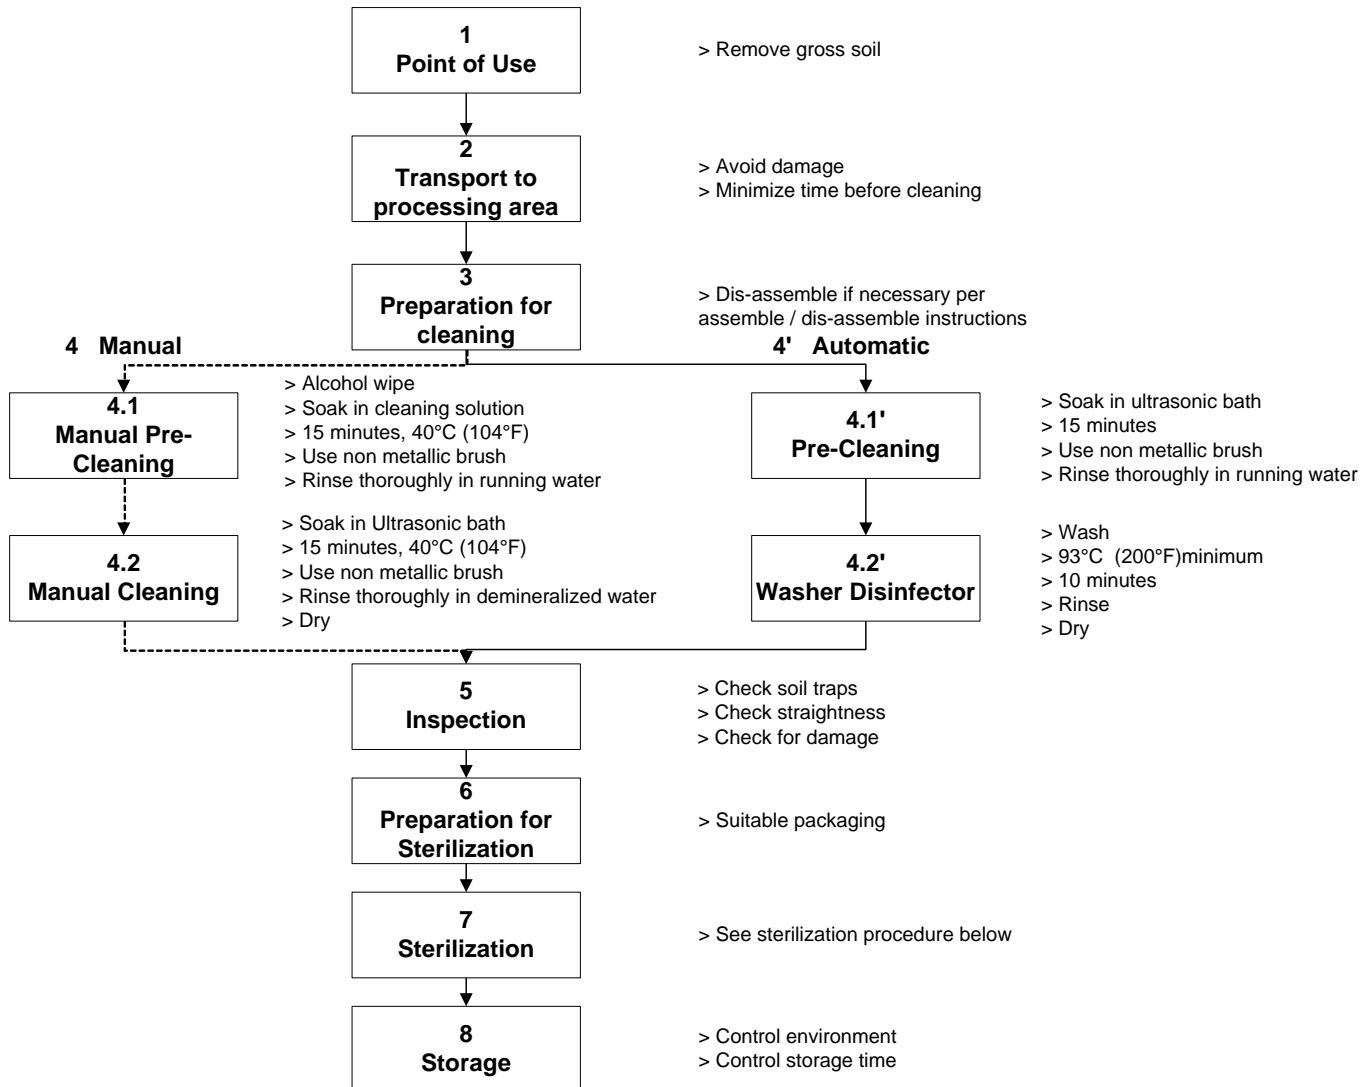 1
Point of Use
> Remove gross soil
2
Transport to
processing area
> Avoid damage
> Minimize time before cleaning
3
Preparation for
cleaning
> Dis-assemble if necessary per
assemble / dis-assemble instructions
4 Manual
4' Automatic
4.1
Manual Pre-
Cleaning
> Alcohol wipe
> Soak in cleaning solution
> 15 minutes, 40°C (104°F)
> Use non metallic brush
> Rinse thoroughly in running water
4.1'
Pre-Cleaning
> Soak in ultrasonic bath
> 15 minutes
> Use non metallic brush
> Rinse thoroughly in running water
4.2
Manual Cleaning
> Soak in Ultrasonic bath
> 15 minutes, 40°C (104°F)
> Use non metallic brush
> Rinse thoroughly in demineralized water
> Dry
4.2'
Washer Disinfector
> Wash
> 93°C (200°F)minimum
> 10 minutes
> Rinse
> Dry
5
Inspection
> Check soil traps
> Check straightness
> Check for damage
6
Preparation for
Sterilization
> Suitable packaging
7
Sterilization
> See sterilization procedure below
8
Storage
> Control environment
> Control storage time